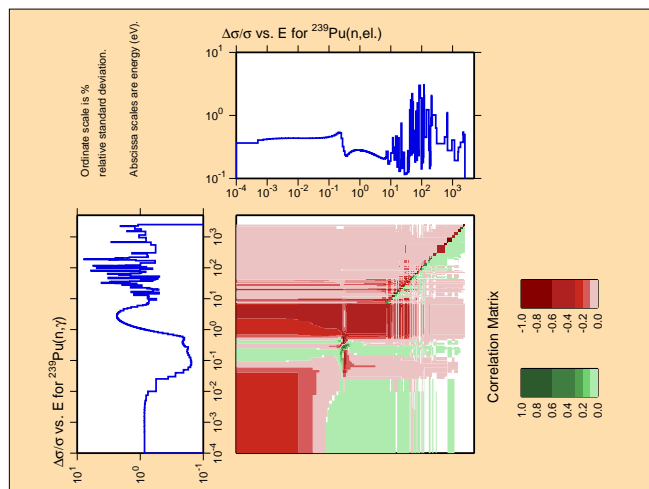 Δσ/σ vs. E for ²³⁹Pu(n,el.)
Ordinate scale is %
relative standard deviation.
Abscissa scales are energy (eV).
10¹
10⁰
10⁻¹
10⁻⁴ 10⁻³ 10⁻² 10⁻¹ 10⁰ 10¹ 10² 10³
Δσ/σ vs. E for ²³⁹Pu(n,γ)
10³
10²
10¹
10⁰
10⁻¹
10⁻²
10⁻³
10⁻⁴
10¹ 10⁰ 10⁻¹
Correlation Matrix
-1.0 -0.8 -0.6 -0.4 -0.2 0.0
1.0 0.8 0.6 0.4 0.2 0.0